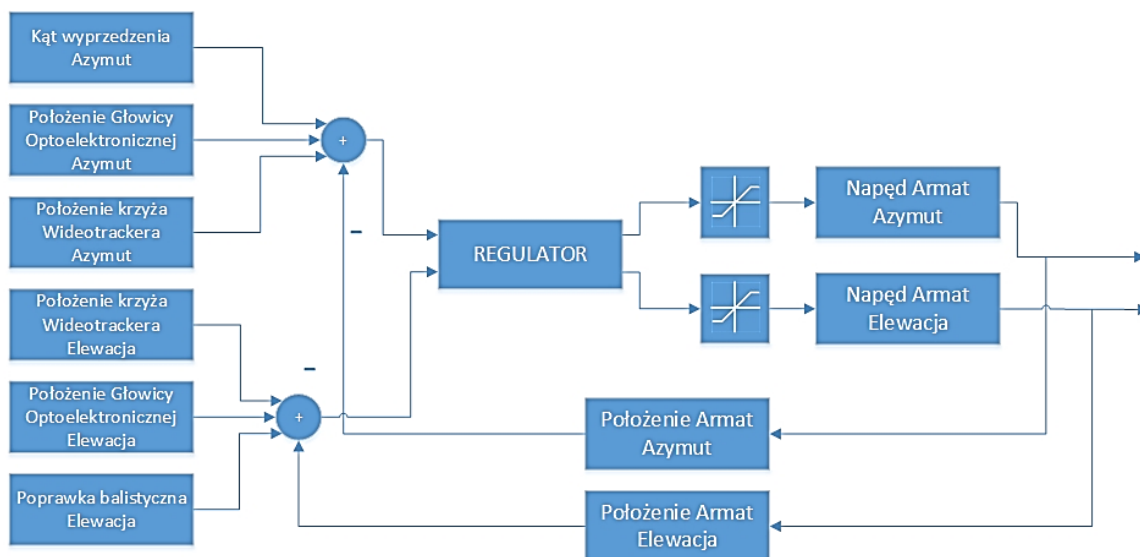 Kąt wyprzedzenia
Azymut
Położenie Głowicy
Optoelektronicznej
Azymut
Położenie krzyża
Wideotrackera
Azymut
Położenie krzyża
Wideotrackera
Elewacja
Położenie Głowicy
Optoelektronicznej
Elewacja
Poprawka balistyczna
Elewacja
+
–
+
–
REGULATOR
Napęd Armat
Azymut
Napęd Armat
Elewacja
Położenie Armat
Azymut
Położenie Armat
Elewacja